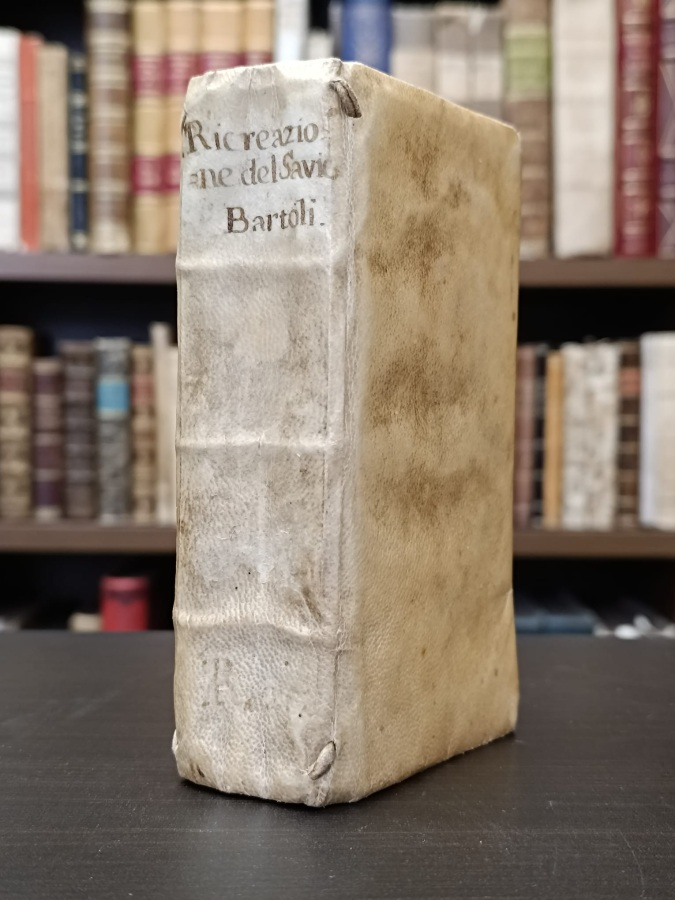 Ricreazio
ne del Savio
Bartoli.